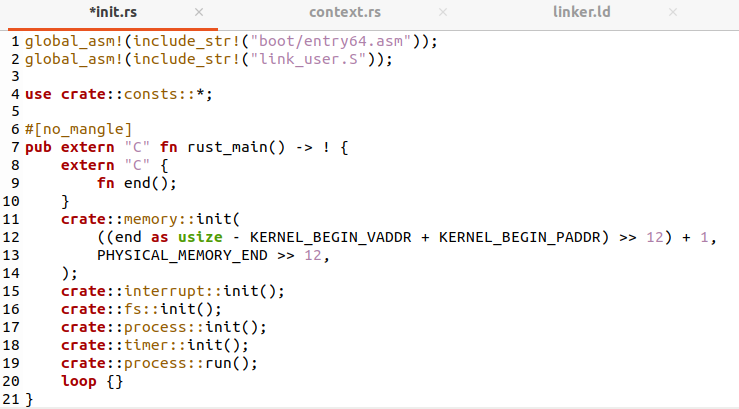 *init.rs × context.rs × linker.ld ×
1 global_asm!(include_str!("boot/entry64.asm"));
2 global_asm!(include_str!("link_user.S"));
3
4 use crate::consts::*;
5
6 #[no_mangle]
7 pub extern "C" fn rust_main() -> ! {
8     extern "C" {
9         fn end();
10     }
11     crate::memory::init(
12         ((end as usize - KERNEL_BEGIN_VADDR + KERNEL_BEGIN_PADDR) >> 12) + 1,
13         PHYSICAL_MEMORY_END >> 12,
14     );
15     crate::interrupt::init();
16     crate::fs::init();
17     crate::process::init();
18     crate::timer::init();
19     crate::process::run();
20     loop {}
21 }